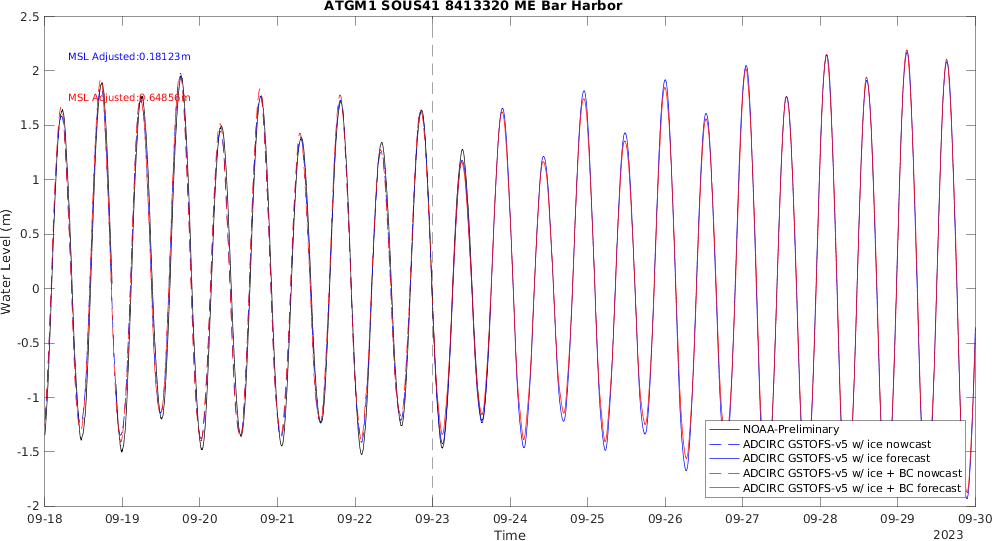 ATGM1 SOUS41 8413320 ME Bar Harbor
2.5
2
1.5
1
0.5
0
-0.5
-1
-1.5
-2
Water Level (m)
MSL Adjusted:0.18123m
MSL Adjusted:0.64856m
NOAA-Preliminary
ADCIRC GSTOFS-v5 w/ ice nowcast
ADCIRC GSTOFS-v5 w/ ice forecast
ADCIRC GSTOFS-v5 w/ ice + BC nowcast
ADCIRC GSTOFS-v5 w/ ice + BC forecast
09-18 09-19 09-20 09-21 09-22 09-23 09-24 09-25 09-26 09-27 09-28 09-29 09-30
Time
2023